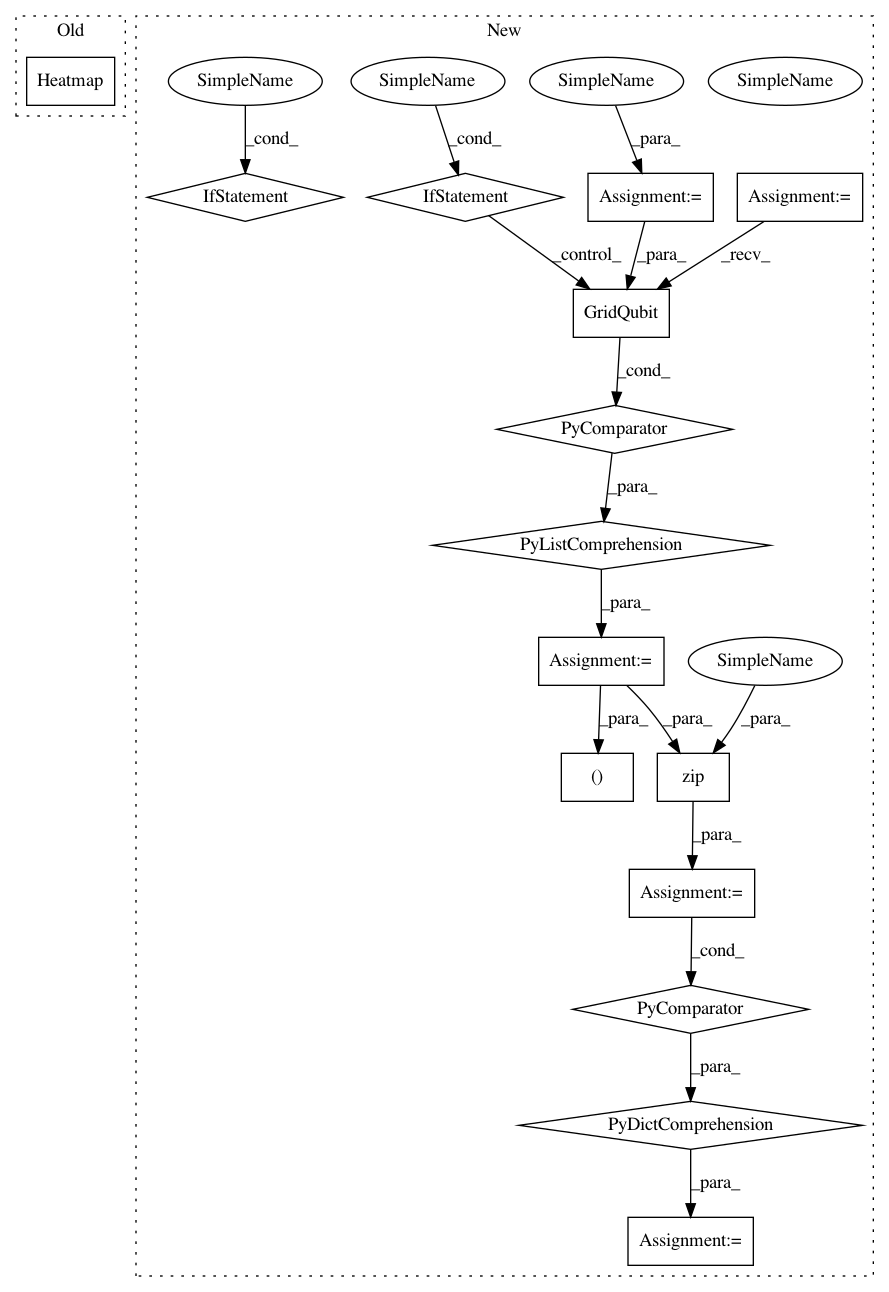 Old
New
Heatmap
SimpleName
SimpleName
SimpleName
SimpleName
_cond_
_cond_
_para_
IfStatement
IfStatement
Assignment:=
Assignment:=
_control_
_para_
_recv_
GridQubit
_cond_
PyComparator
_para_
PyListComprehension
_para_
Assignment:=
SimpleName
_para_
_para_
_para_
()
zip
_para_
Assignment:=
_cond_
PyComparator
_para_
PyDictComprehension
_para_
Assignment:=